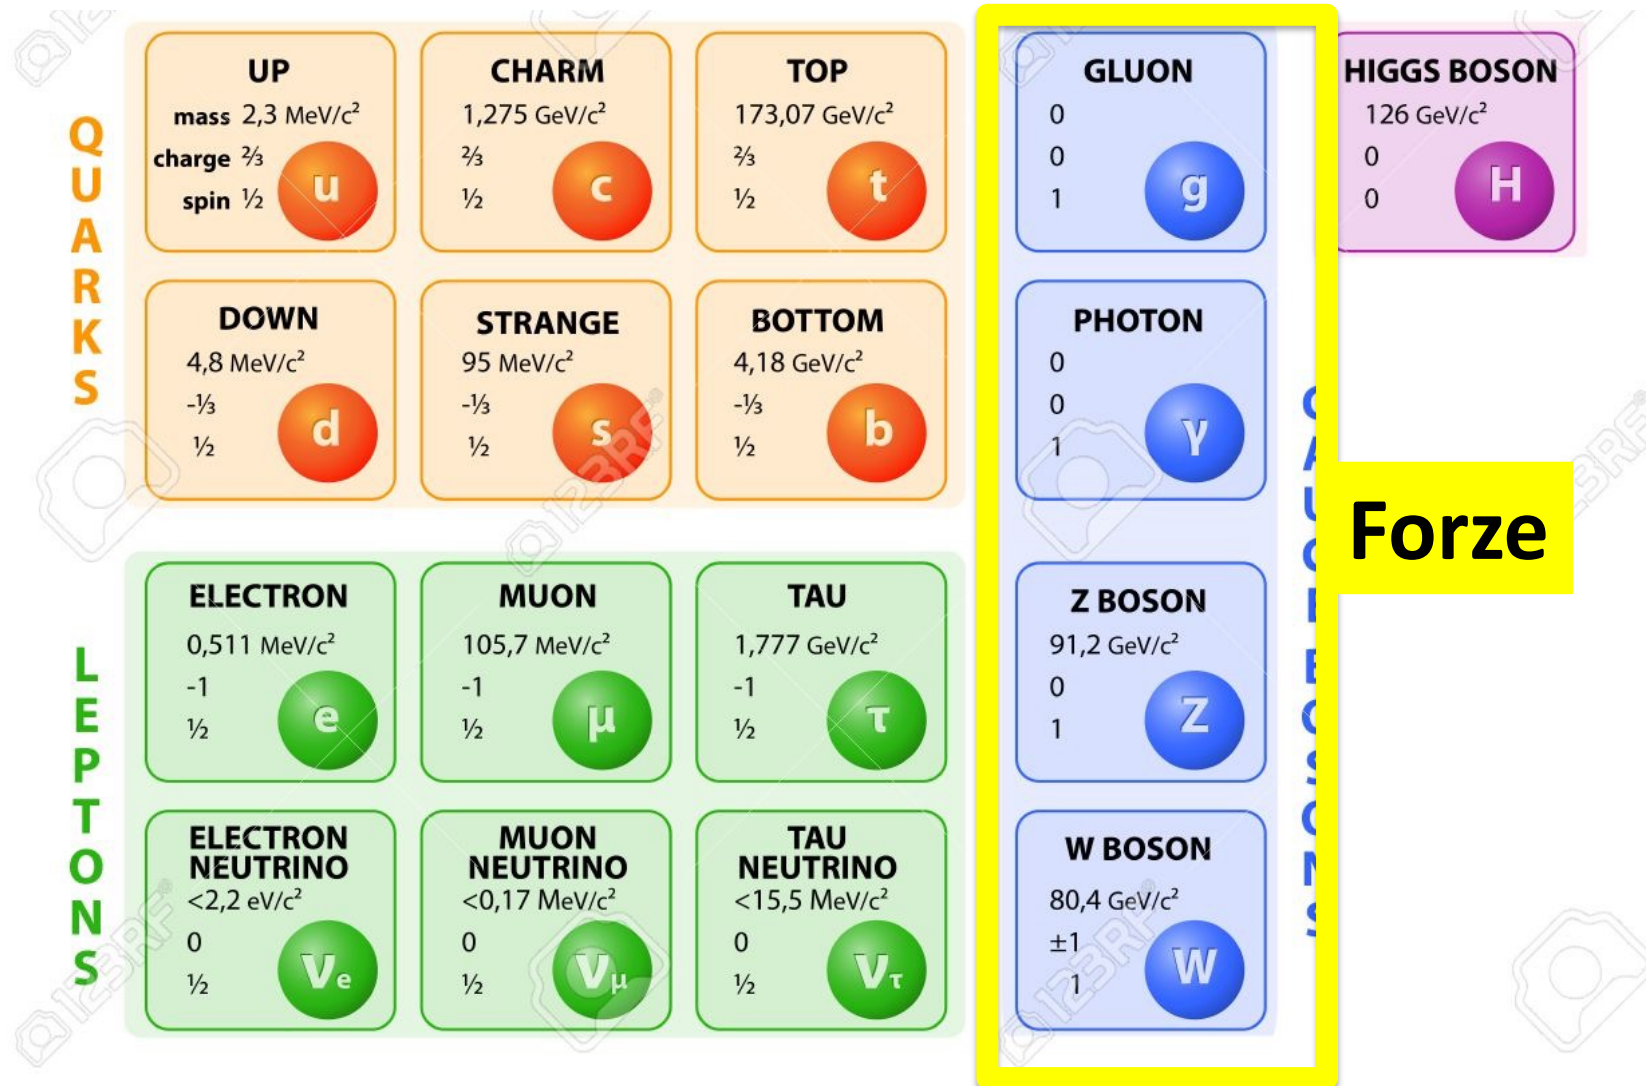 QUARKS
UP
mass 2,3 MeV/c²
charge ⅔
spin ½
u
CHARM
1,275 GeV/c²
⅔
½
c
TOP
173,07 GeV/c²
⅔
½
t
GLUON
0
0
1
g
HIGGS BOSON
126 GeV/c²
0
0
H
DOWN
4,8 MeV/c²
-⅓
½
d
STRANGE
95 MeV/c²
-⅓
½
s
BOTTOM
4,18 GeV/c²
-⅓
½
b
PHOTON
0
0
1
γ
GAUGE BOSONS
Forze
LEPTONS
ELECTRON
0,511 MeV/c²
-1
½
e
MUON
105,7 MeV/c²
-1
½
μ
TAU
1,777 GeV/c²
-1
½
τ
Z BOSON
91,2 GeV/c²
0
1
Z
ELECTRON
NEUTRINO
<2,2 eV/c²
0
½
νe
MUON
NEUTRINO
<0,17 MeV/c²
0
½
νμ
TAU
NEUTRINO
<15,5 MeV/c²
0
½
ντ
W BOSON
80,4 GeV/c²
±1
1
W
123RF
123RF
123RF
123RF
123RF